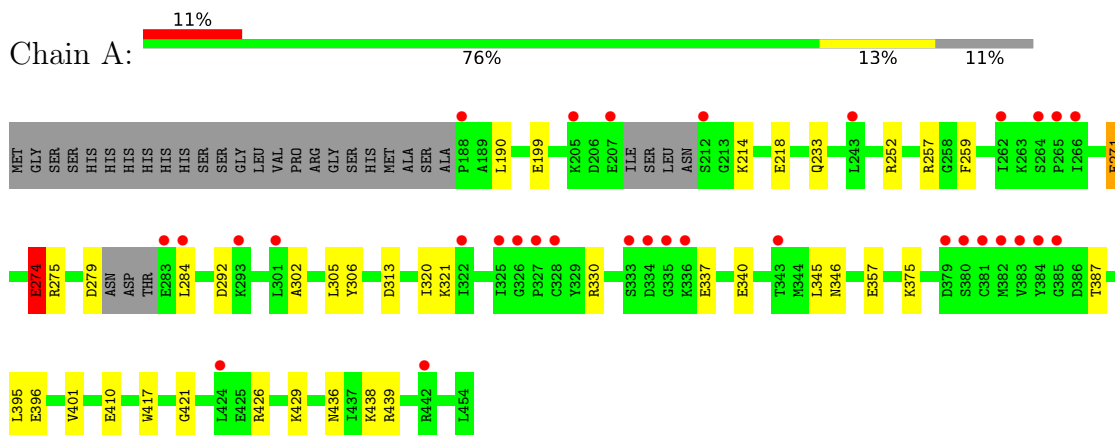 11%
Chain A:
76% 13% 11%
MET GLY SER SER HIS HIS HIS HIS HIS HIS SER SER GLY LEU VAL PRO ARG GLY SER HIS MET ALA SER ALA P188 A189 L190 E199 K205 D206 E207 ILE SER LEU ASN S212 G213 K214 E218 Q233 L243 R252 R257 G258 F259 I262 K263 S264 P265 I266
E274 R275 D279 ASN ASP THR E283 L284 D292 K293 L301 A302 L305 Y306 D313 I320 K321 I322 I325 G326 P327 C328 Y329 R330 S333 D334 G335 K336 E337 E340 T343 M344 L345 N346 E357 K375 D379 S380 C381 M382 V383 Y384 G385 D386 T387
L395 E396 V401 E410 W417 G421 L424 E425 R426 K429 N436 I437 K438 R439 R442 L454